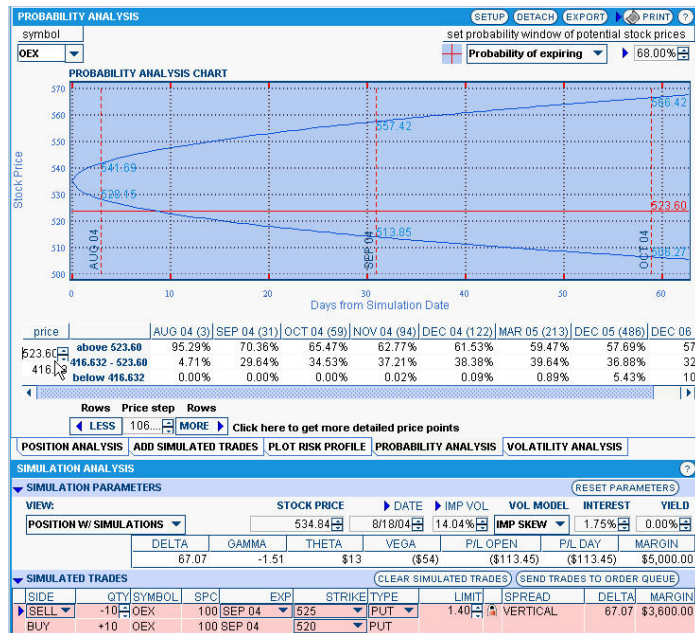 PROBABILITY ANALYSIS SETUP DETACH EXPORT PRINT ?
symbol set probability window of potential stock prices
OEX Probability of expiring 68.00%
PROBABILITY ANALYSIS CHART
570
566.42
560
557.42
550
541.69
540
530
528.15
523.60
520
513.85
510
506.27
500
Stock Price
AUG 04 SEP 04 OCT 04
0 10 20 30 40 50 60
Days from Simulation Date
price AUG 04 (3) SEP 04 (31) OCT 04 (59) NOV 04 (94) DEC 04 (122) MAR 05 (213) DEC 05 (486) DEC 06
523.60 above 523.60 95.29% 70.36% 65.47% 62.77% 61.53% 59.47% 57.69% 57
416.632 - 523.60 4.71% 29.64% 34.53% 37.21% 38.38% 39.64% 36.88% 32
below 416.632 0.00% 0.00% 0.00% 0.02% 0.09% 0.89% 5.43% 10
Rows Price step Rows
LESS 106.... MORE Click here to get more detailed price points
POSITION ANALYSIS ADD SIMULATED TRADES PLOT RISK PROFILE PROBABILITY ANALYSIS VOLATILITY ANALYSIS
SIMULATION ANALYSIS ?
SIMULATION PARAMETERS RESET PARAMETERS
VIEW: STOCK PRICE DATE IMP VOL VOL MODEL INTEREST YIELD
POSITION W/ SIMULATIONS 534.84 8/18/04 14.04% IMP SKEW 1.75% 0.00%
DELTA GAMMA THETA VEGA P/L OPEN P/L DAY MARGIN
67.07 -1.51 $13 ($54) ($113.45) ($113.45) $5,000.00
SIMULATED TRADES CLEAR SIMULATED TRADES SEND TRADES TO ORDER QUEUE
SIDE QTY SYMBOL SPC EXP STRIKE TYPE LIMIT SPREAD DELTA MARGIN
SELL -10 OEX 100 SEP 04 525 PUT 1.40 VERTICAL 67.07 $3,600.00
BUY +10 OEX 100 SEP 04 520 PUT